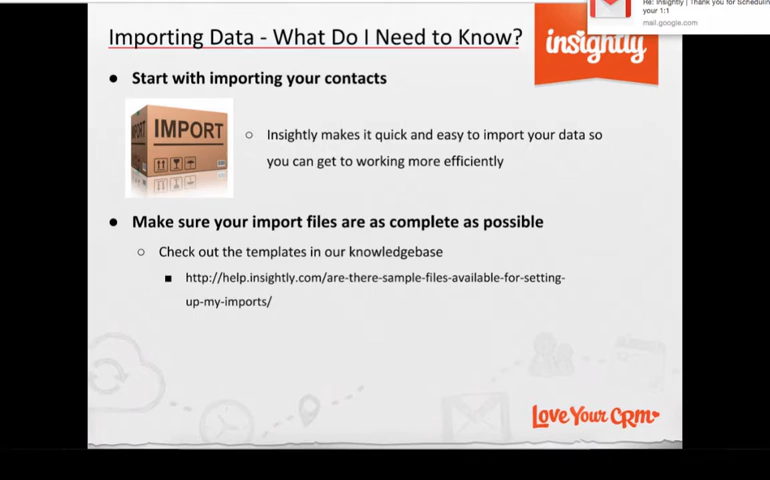 Re: Insightly | Thank you for Schedulin
your 1:1
mail.google.com
Importing Data - What Do I Need to Know?
insightly
● Start with importing your contacts
IMPORT
○ Insightly makes it quick and easy to import your data so
you can get to working more efficiently
● Make sure your import files are as complete as possible
○ Check out the templates in our knowledgebase
■ http://help.insightly.com/are-there-sample-files-available-for-setting-
up-my-imports/
Love Your CRM